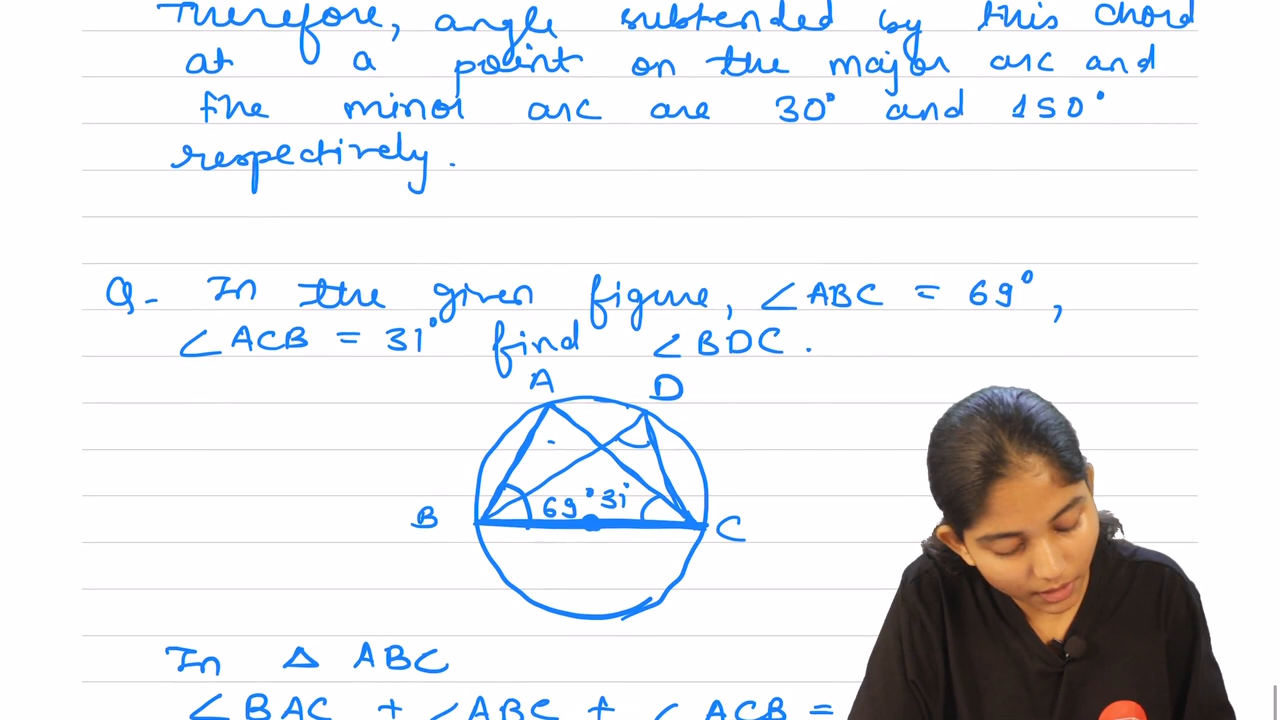 Therefore, angle subtended by this chord
at a point on the major arc and
the minor arc are 30° and 150°
respectively.
Q- In the given figure, ∠ABC = 69°,
∠ACB = 31° find ∠BDC.
A D
69° 31°
B C
In △ ABC
∠BAC + ∠ABC + ∠ACB =